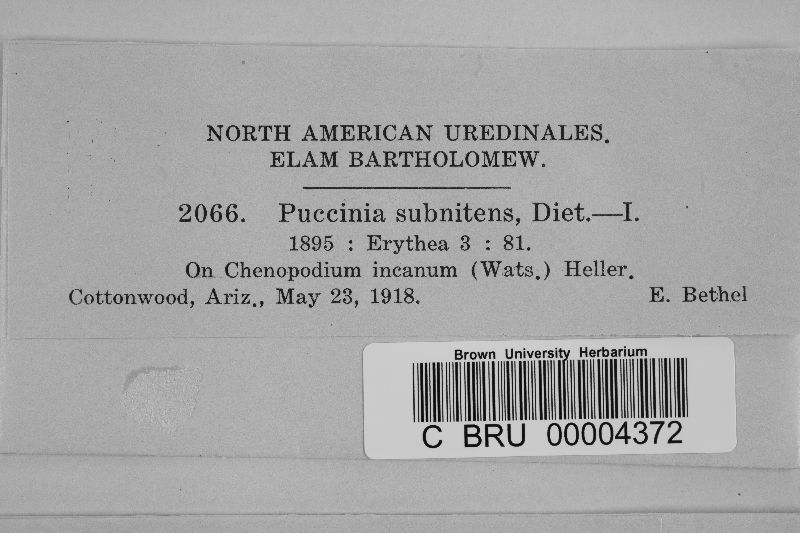 NORTH AMERICAN UREDINALES.
ELAM BARTHOLOMEW.
2066. Puccinia subnitens, Diet.—I.
1895 : Erythea 3 : 81.
On Chenopodium incanum (Wats.) Heller.
Cottonwood, Ariz., May 23, 1918. E. Bethel
Brown University Herbarium
C BRU 00004372